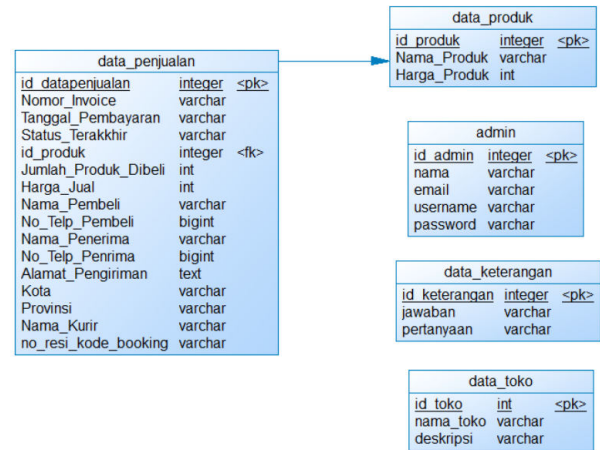 data_penjualan
id_datapenjualan integer <pk>
Nomor_Invoice varchar
Tanggal_Pembayaran varchar
Status_Terakkhir varchar
id_produk integer <fk>
Jumlah_Produk_Dibeli int
Harga_Jual int
Nama_Pembeli varchar
No_Telp_Pembeli bigint
Nama_Penerima varchar
No_Telp_Penrima bigint
Alamat_Pengiriman text
Kota varchar
Provinsi varchar
Nama_Kurir varchar
no_resi_kode_booking varchar
data_produk
id_produk integer <pk>
Nama_Produk varchar
Harga_Produk int
admin
id_admin integer <pk>
nama varchar
email varchar
username varchar
password varchar
data_keterangan
id_keterangan integer <pk>
jawaban varchar
pertanyaan varchar
data_toko
id_toko int <pk>
nama_toko varchar
deskripsi varchar